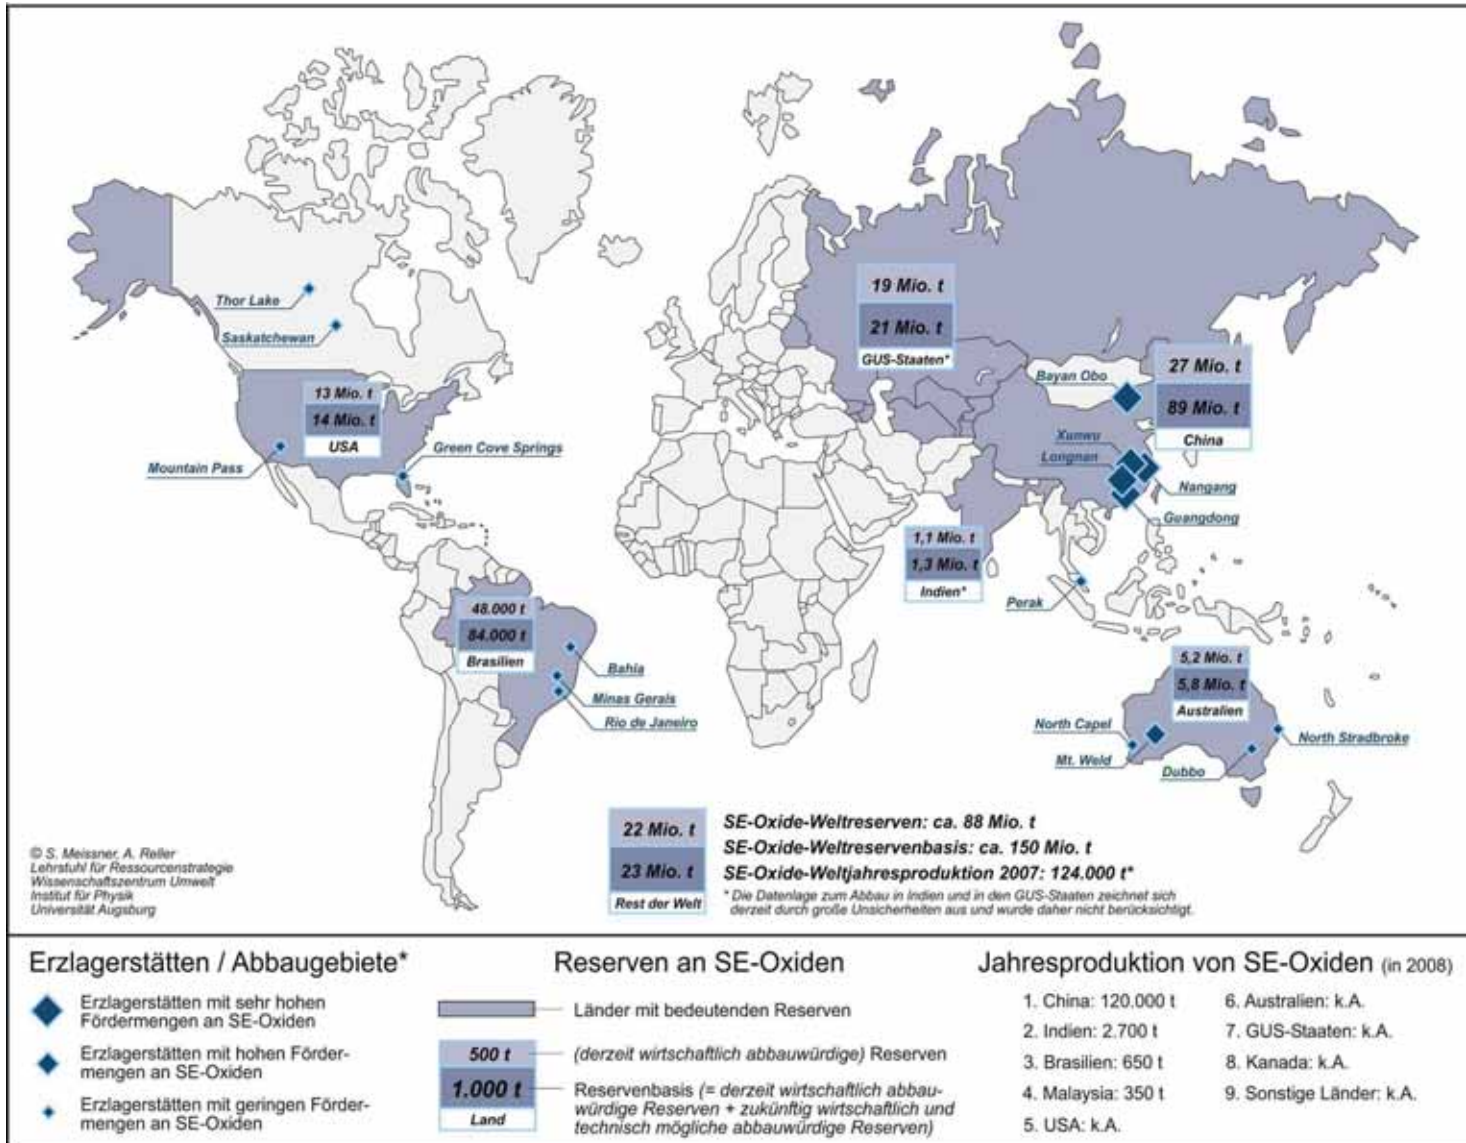 Thor Lake
Saskatchewan
13 Mio. t
14 Mio. t
USA
Mountain Pass
Green Cove Springs
19 Mio. t
21 Mio. t
GUS-Staaten*
Bayan Obo
27 Mio. t
89 Mio. t
China
Xunwu
Longnan
Nangang
Guangdong
1,1 Mio. t
1,3 Mio. t
Indien*
Perak
48.000 t
84.000 t
Brasilien
Bahia
Minas Gerais
Rio de Janeiro
5,2 Mio. t
5,8 Mio. t
Australien
North Capel
Mt. Weld
Dubbo
North Stradbroke
22 Mio. t
23 Mio. t
Rest der Welt
SE-Oxide-Weltreserven: ca. 88 Mio. t
SE-Oxide-Weltreservenbasis: ca. 150 Mio. t
SE-Oxide-Weltjahresproduktion 2007: 124.000 t*
* Die Datenlage zum Abbau in Indien und in den GUS-Staaten zeichnet sich
derzeit durch große Unsicherheiten aus und wurde daher nicht berücksichtigt.
© S. Meissner, A. Reller
Lehrstuhl für Ressourcenstrategie
Wissenschaftszentrum Umwelt
Institut für Physik
Universität Augsburg
Erzlagerstätten / Abbaugebiete*
Erzlagerstätten mit sehr hohen
Fördermengen an SE-Oxiden
Erzlagerstätten mit hohen Förder-
mengen an SE-Oxiden
Erzlagerstätten mit geringen Förder-
mengen an SE-Oxiden
Reserven an SE-Oxiden
Länder mit bedeutenden Reserven
500 t
(derzeit wirtschaftlich abbauwürdige) Reserven
1.000 t
Land
Reservenbasis (= derzeit wirtschaftlich abbau-
würdige Reserven + zukünftig wirtschaftlich und
technisch mögliche abbauwürdige Reserven)
Jahresproduktion von SE-Oxiden (in 2008)
1. China: 120.000 t
2. Indien: 2.700 t
3. Brasilien: 650 t
4. Malaysia: 350 t
5. USA: k.A.
6. Australien: k.A.
7. GUS-Staaten: k.A.
8. Kanada: k.A.
9. Sonstige Länder: k.A.